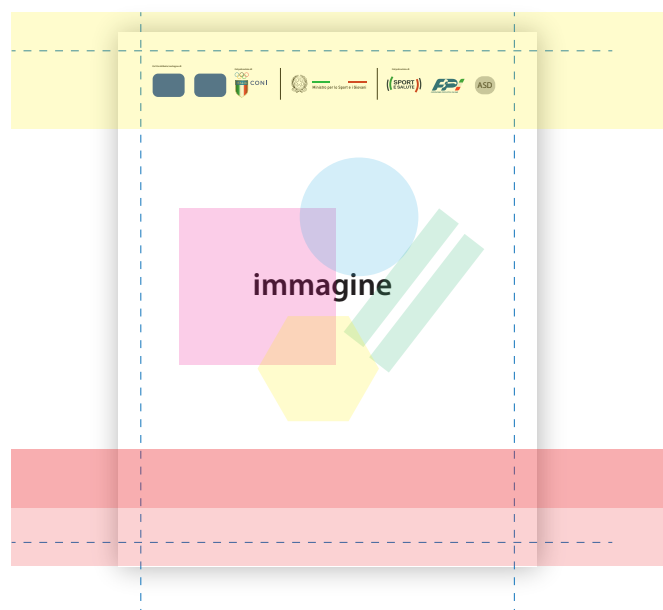 CONI
Ministro per lo Sport e i Giovani
SPORT
E SALUTE
ASD
immagine